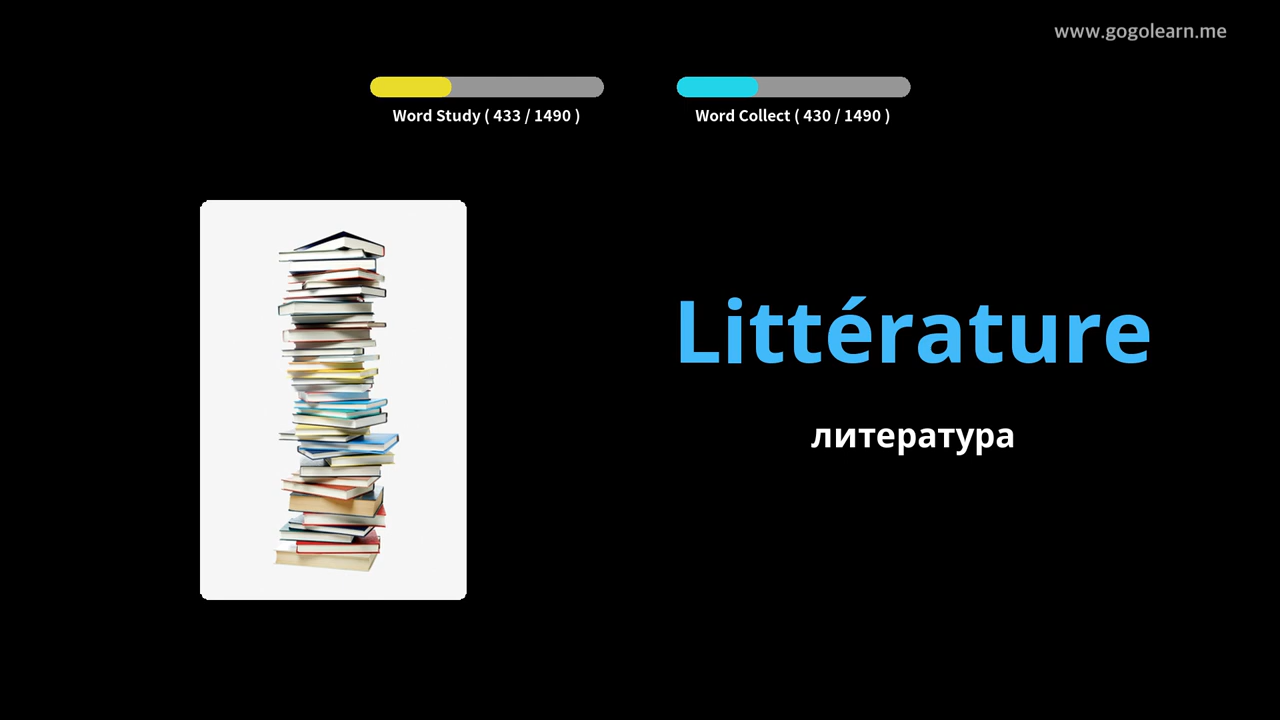 www.gogolearn.me
Word Study ( 433 / 1490 )
Word Collect ( 430 / 1490 )
Littérature
литература